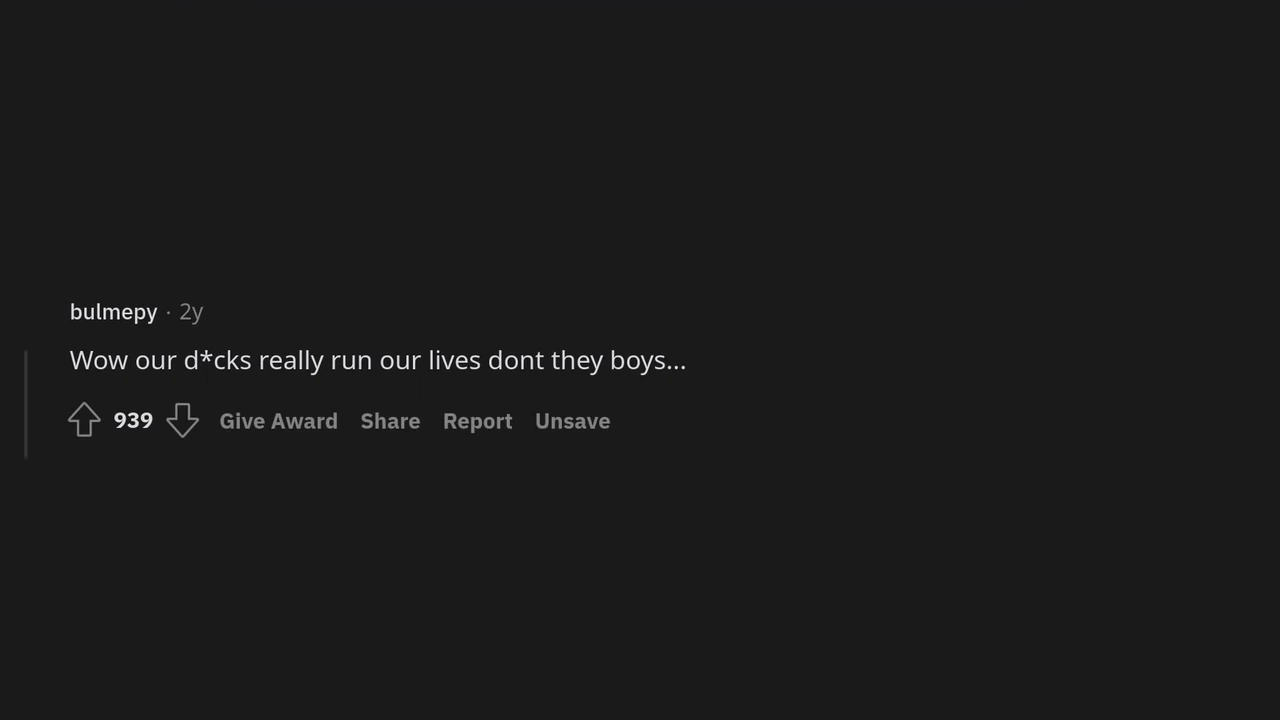 bulmepy · 2y
Wow our d*cks really run our lives dont they boys...
939 Give Award Share Report Unsave